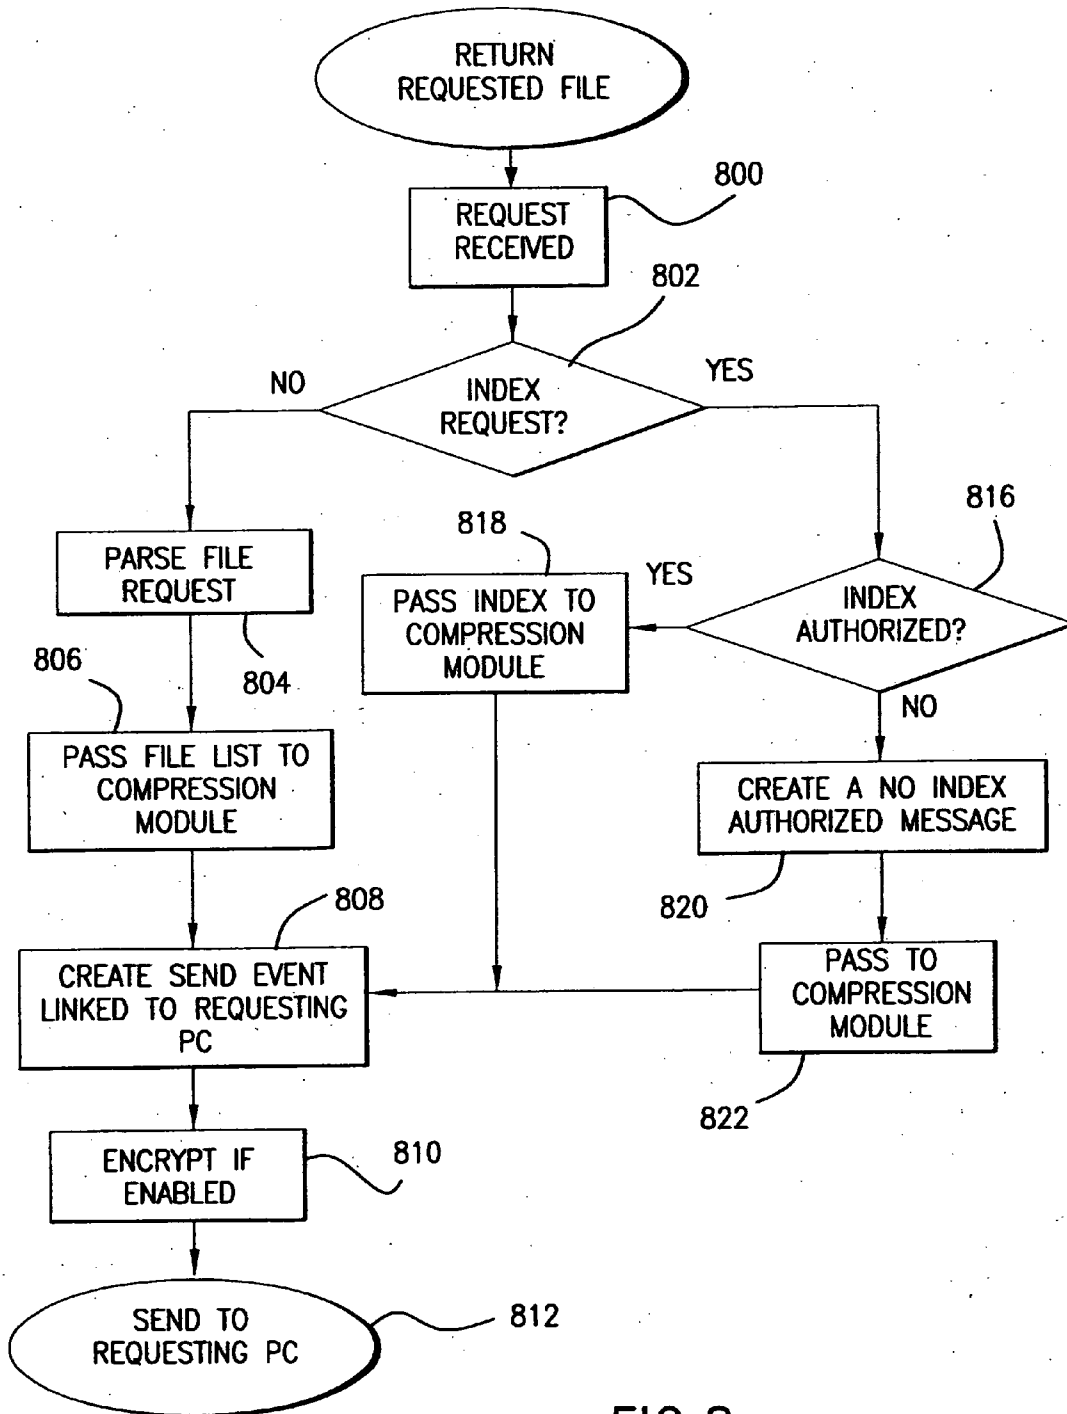 RETURN
REQUESTED FILE
800
REQUEST
RECEIVED
802
NO
YES
INDEX
REQUEST?
816
818
PARSE FILE
REQUEST
YES
PASS INDEX TO
COMPRESSION
MODULE
INDEX
AUTHORIZED?
806
804
NO
PASS FILE LIST TO
COMPRESSION
MODULE
CREATE A NO INDEX
AUTHORIZED MESSAGE
808
820
CREATE SEND EVENT
LINKED TO REQUESTING
PC
PASS TO
COMPRESSION
MODULE
822
810
ENCRYPT IF
ENABLED
812
SEND TO
REQUESTING PC